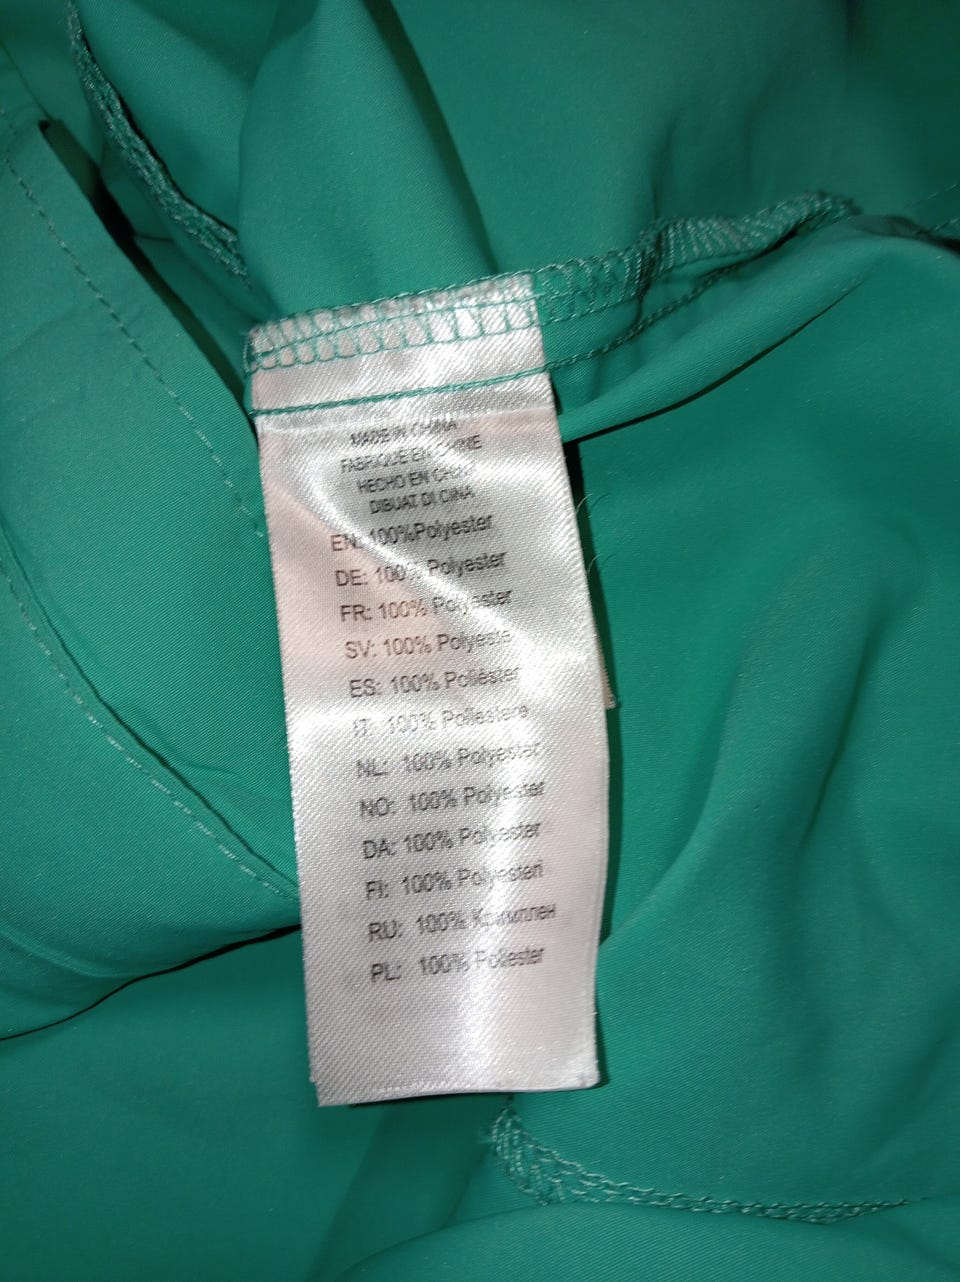 MADE IN CHINA
FABRIQUE EN CHINE
HECHO EN CHINA
DIBUAT DI CINA
EN: 100%Polyester
DE: 100% Polyester
FR: 100% Polyester
SV: 100% Polyester
ES: 100% Poliéster
IT: 100% Poliestere
NL: 100% Polyester
NO: 100% Polyester
DA: 100% Polyester
FI: 100% Polyesteri
RU: 100%
PL: 100% Poliester